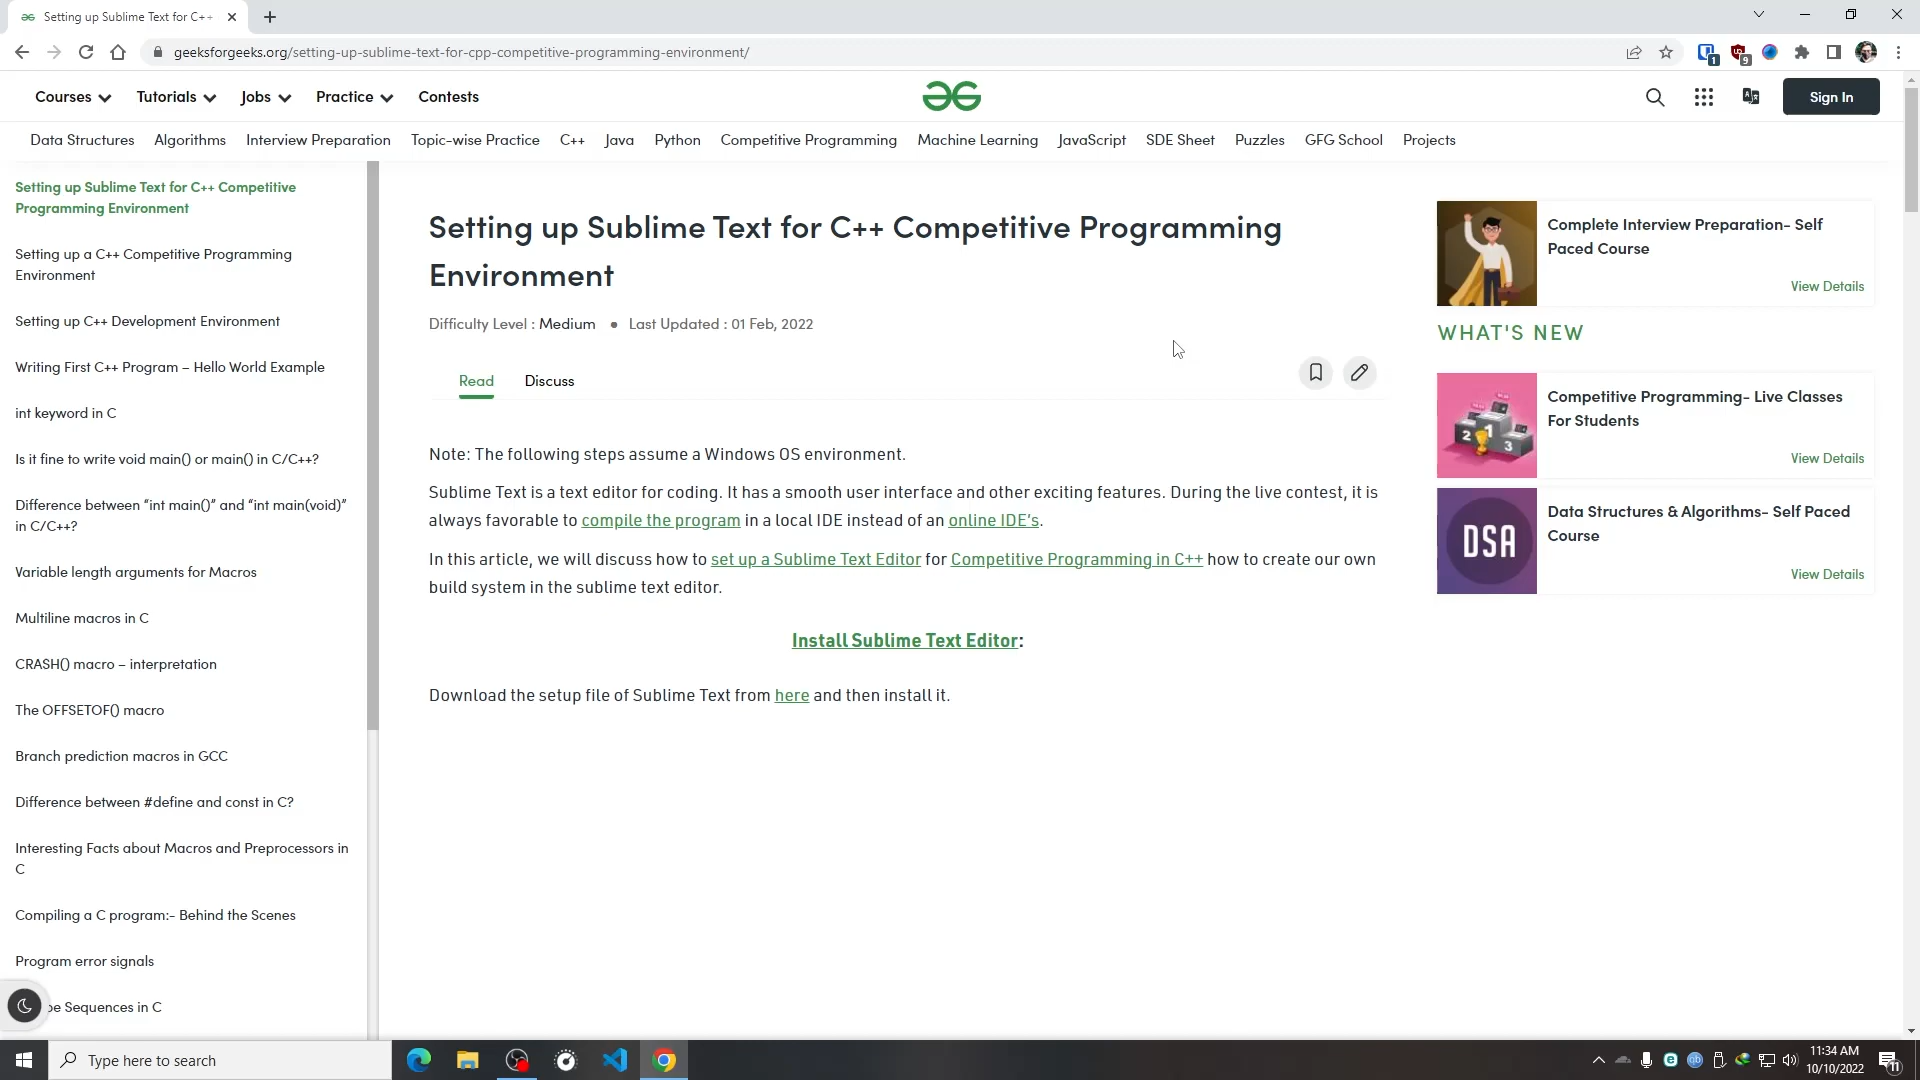 Setting up Sublime Text for C++
geeksforgeeks.org/setting-up-sublime-text-for-cpp-competitive-programming-environment/
1
9
Courses
Tutorials
Jobs
Practice
Contests
Sign In
Data Structures
Algorithms
Interview Preparation
Topic-wise Practice
C++
Java
Python
Competitive Programming
Machine Learning
JavaScript
SDE Sheet
Puzzles
GFG School
Projects
Setting up Sublime Text for C++ Competitive
Programming Environment
Setting up a C++ Competitive Programming
Environment
Setting up C++ Development Environment
Writing First C++ Program – Hello World Example
int keyword in C
Is it fine to write void main() or main() in C/C++?
Difference between “int main()” and “int main(void)”
in C/C++?
Variable length arguments for Macros
Multiline macros in C
CRASH() macro – interpretation
The OFFSETOF() macro
Branch prediction macros in GCC
Difference between #define and const in C?
Interesting Facts about Macros and Preprocessors in
C
Compiling a C program:- Behind the Scenes
Program error signals
pe Sequences in C
Setting up Sublime Text for C++ Competitive Programming
Environment
Difficulty Level : Medium ● Last Updated : 01 Feb, 2022
Read
Discuss
Note: The following steps assume a Windows OS environment.
Sublime Text is a text editor for coding. It has a smooth user interface and other exciting features. During the live contest, it is
always favorable to compile the program in a local IDE instead of an online IDE’s.
In this article, we will discuss how to set up a Sublime Text Editor for Competitive Programming in C++ how to create our own
build system in the sublime text editor.
Install Sublime Text Editor:
Download the setup file of Sublime Text from here and then install it.
Complete Interview Preparation- Self
Paced Course
View Details
WHAT'S NEW
2 1 3
Competitive Programming- Live Classes
For Students
View Details
DSA
Data Structures & Algorithms- Self Paced
Course
View Details
Type here to search
11:34 AM
10/10/2022
11